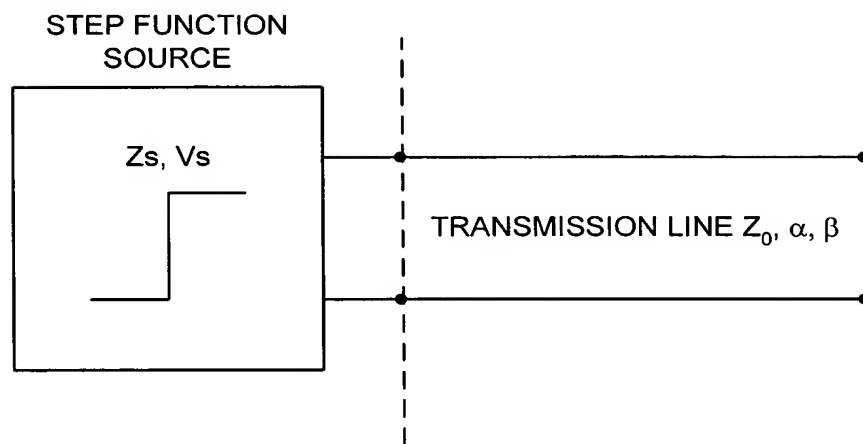 STEP FUNCTION
SOURCE
Zs, Vs
TRANSMISSION LINE Z₀, α, β